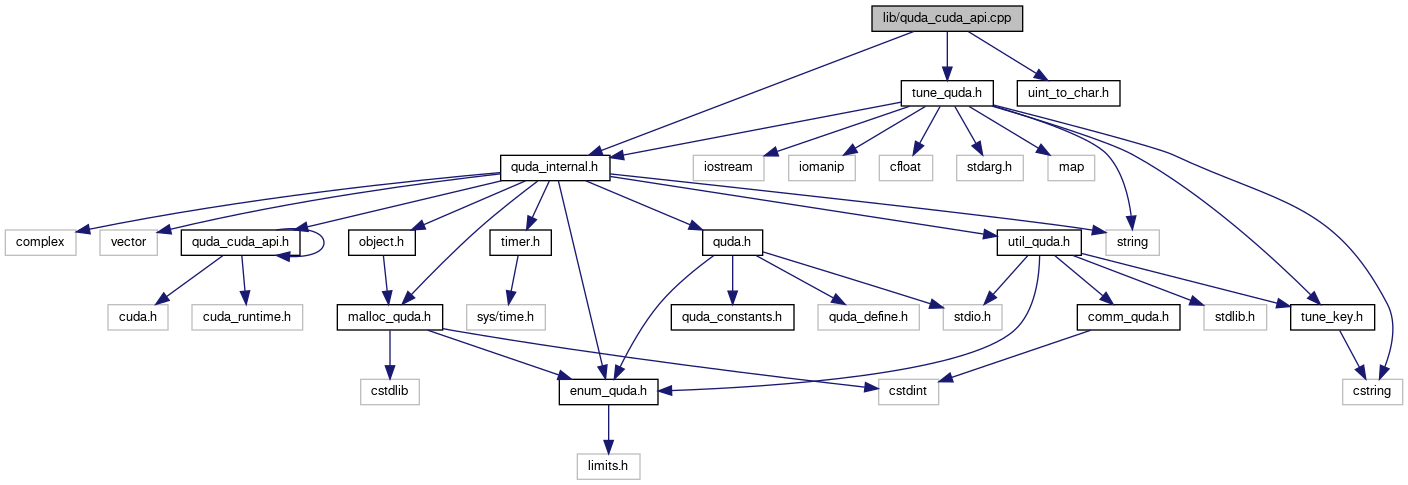 lib/quda_cuda_api.cpp
tune_quda.h
uint_to_char.h
quda_internal.h
iostream
iomanip
cfloat
stdarg.h
map
complex
vector
quda_cuda_api.h
object.h
timer.h
quda.h
util_quda.h
string
cuda.h
cuda_runtime.h
malloc_quda.h
sys/time.h
quda_constants.h
quda_define.h
stdio.h
comm_quda.h
stdlib.h
tune_key.h
cstdlib
enum_quda.h
cstdint
cstring
limits.h